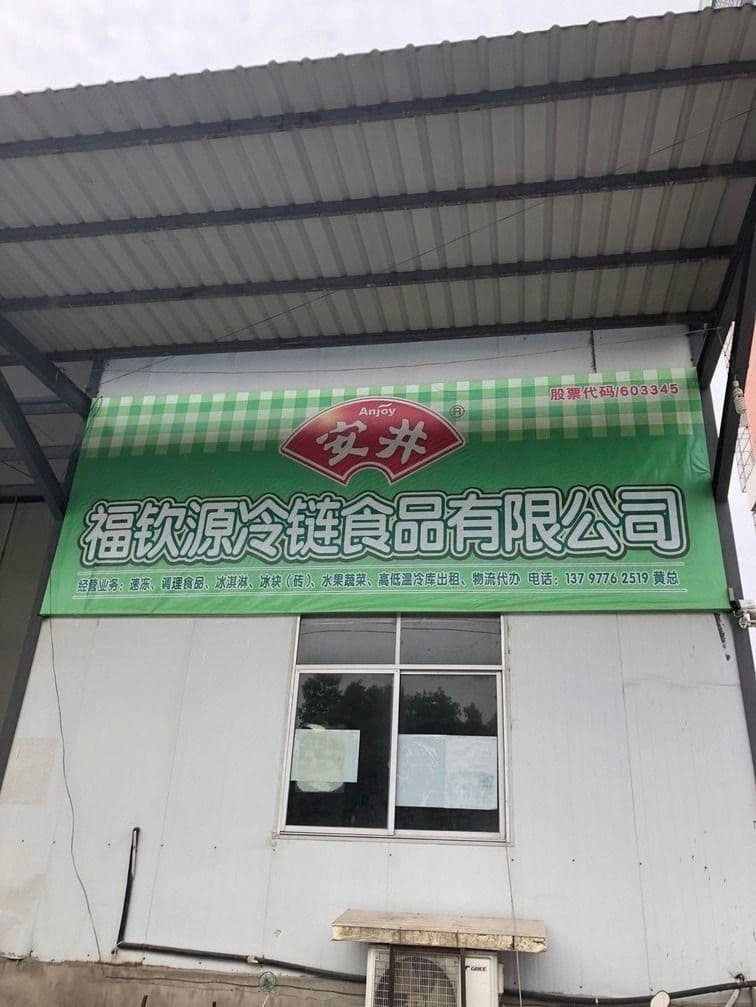 股票代码/603345
Anjoy
安井®
福钦源冷链食品有限公司
经营业务：速冻、调理食品、冰淇淋、冰块（砖）、水果蔬菜、高低温冷库出租、物流代办 电话：137 9776 2519 黄总
GREE